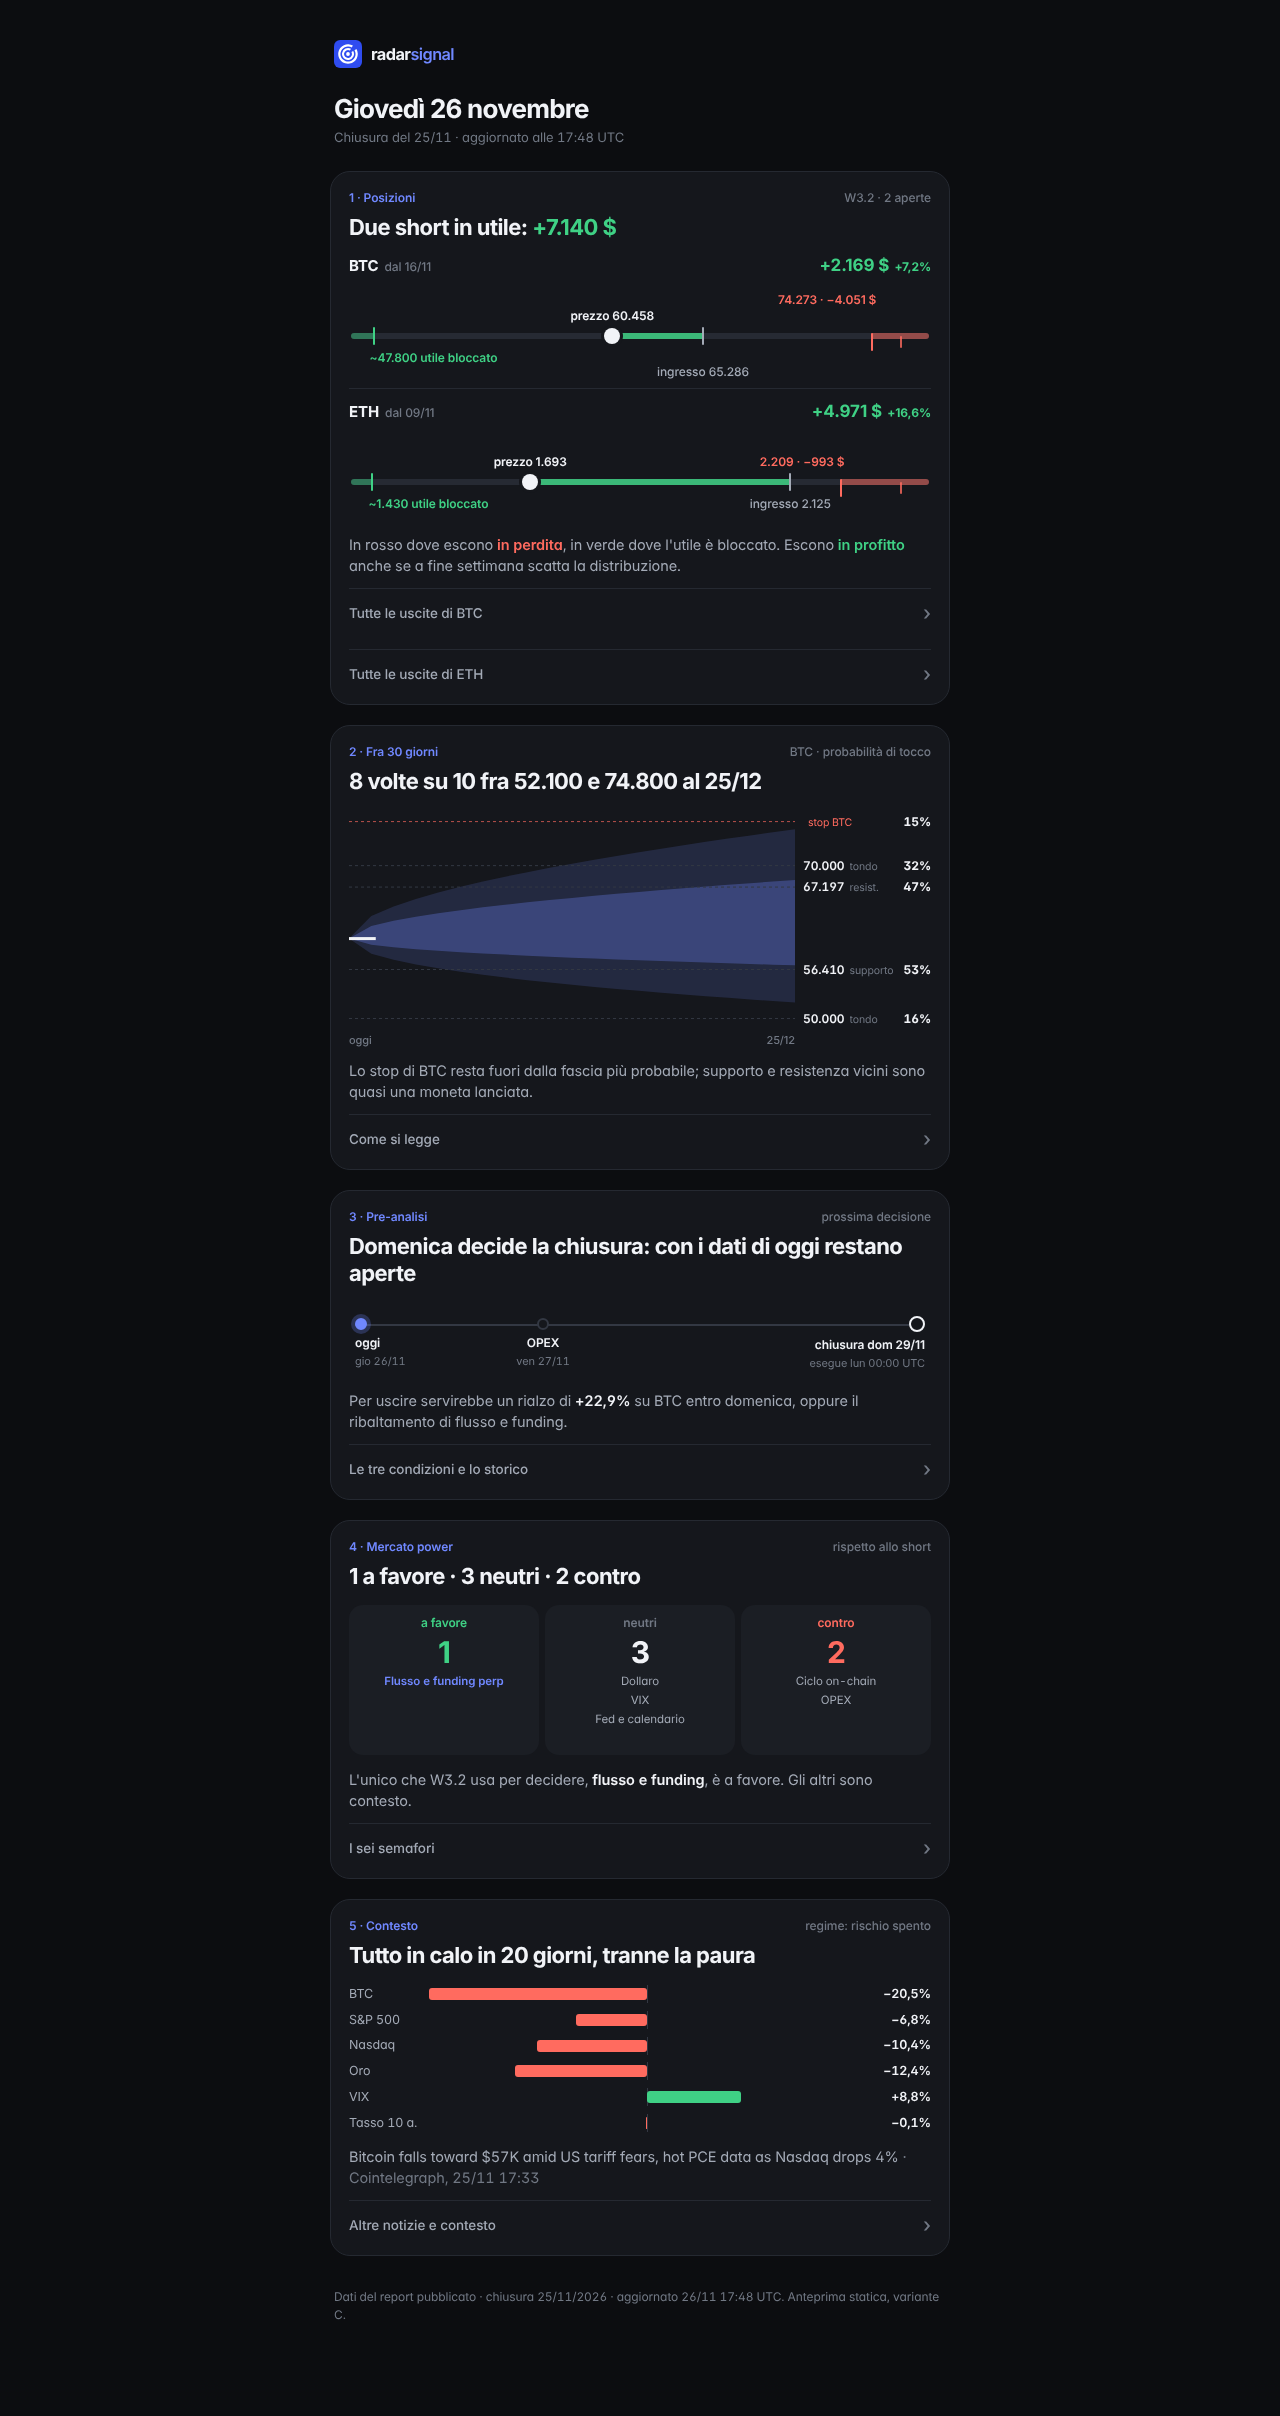 radarsignal
Giovedì 26 novembre
Chiusura del 25/11 · aggiornato alle 17:48 UTC
1 · Posizioni
W3.2 · 2 aperte
Due short in utile: +7.140 $
BTC dal 16/11
+2.169 $ +7,2%
74.273 · −4.051 $
prezzo 60.458
~47.800 utile bloccato
ingresso 65.286
ETH dal 09/11
+4.971 $ +16,6%
prezzo 1.693
2.209 · −993 $
~1.430 utile bloccato
ingresso 2.125
In rosso dove escono in perdita, in verde dove l'utile è bloccato. Escono in profitto
anche se a fine settimana scatta la distribuzione.
Tutte le uscite di BTC
Tutte le uscite di ETH
2 · Fra 30 giorni
BTC · probabilità di tocco
8 volte su 10 fra 52.100 e 74.800 al 25/12
stop BTC 15%
70.000 tondo 32%
67.197 resist. 47%
56.410 supporto 53%
50.000 tondo 16%
oggi
25/12
Lo stop di BTC resta fuori dalla fascia più probabile; supporto e resistenza vicini sono
quasi una moneta lanciata.
Come si legge
3 · Pre-analisi
prossima decisione
Domenica decide la chiusura: con i dati di oggi restano
aperte
oggi
OPEX
chiusura dom 29/11
gio 26/11
ven 27/11
esegue lun 00:00 UTC
Per uscire servirebbe un rialzo di +22,9% su BTC entro domenica, oppure il
ribaltamento di flusso e funding.
Le tre condizioni e lo storico
4 · Mercato power
rispetto allo short
1 a favore · 3 neutri · 2 contro
a favore
1
Flusso e funding perp
neutri
3
Dollaro
VIX
Fed e calendario
contro
2
Ciclo on-chain
OPEX
L'unico che W3.2 usa per decidere, flusso e funding, è a favore. Gli altri sono
contesto.
I sei semafori
5 · Contesto
regime: rischio spento
Tutto in calo in 20 giorni, tranne la paura
BTC −20,5%
S&P 500 −6,8%
Nasdaq −10,4%
Oro −12,4%
VIX +8,8%
Tasso 10 a. −0,1%
Bitcoin falls toward $57K amid US tariff fears, hot PCE data as Nasdaq drops 4% ·
Cointelegraph, 25/11 17:33
Altre notizie e contesto
Dati del report pubblicato · chiusura 25/11/2026 · aggiornato 26/11 17:48 UTC. Anteprima statica, variante
C.